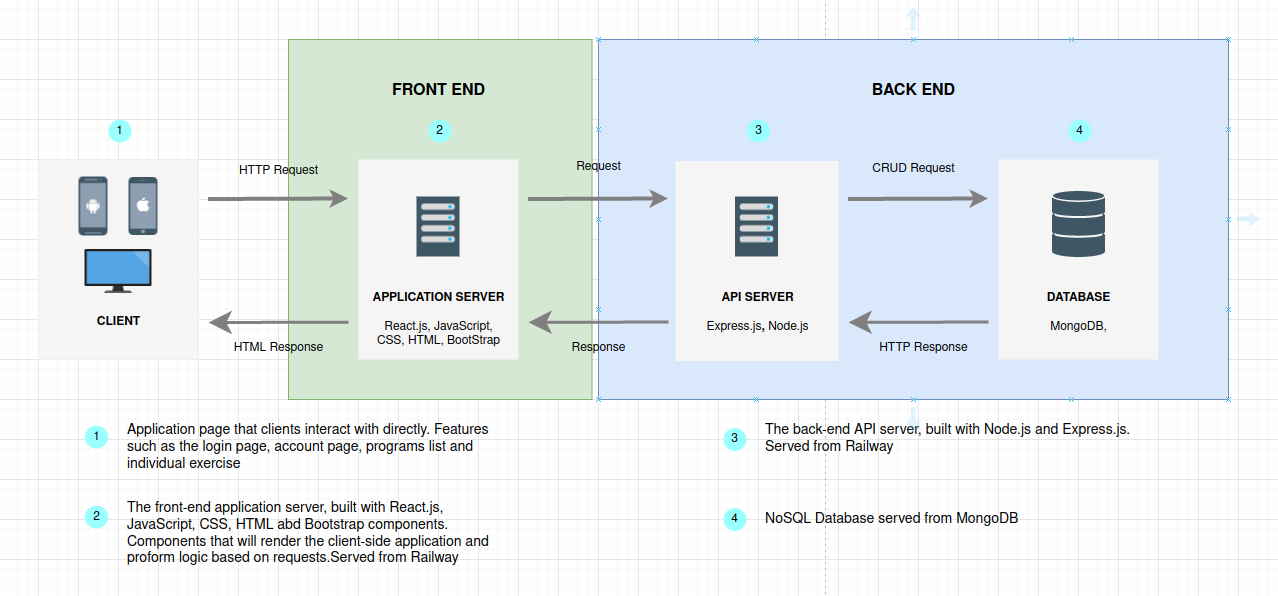 FRONT END
BACK END
1
2
3
4
HTTP Request
Request
CRUD Request
CLIENT
APPLICATION SERVER
React.js, JavaScript,
CSS, HTML, BootStrap
API SERVER
Express.js, Node.js
DATABASE
MongoDB,
HTML Response
Response
HTTP Response
1
Application page that clients interact with directly. Features
such as the login page, account page, programs list and
individual exercise
2
The front-end application server, built with React.js,
JavaScript, CSS, HTML abd Bootstrap components.
Components that will render the client-side application and
proform logic based on requests.Served from Railway
3
The back-end API server, built with Node.js and Express.js.
Served from Railway
4
NoSQL Database served from MongoDB